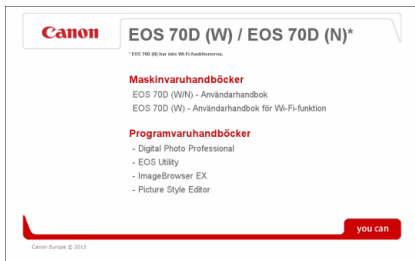 Canon
EOS 70D (W) / EOS 70D (N)*
* EOS 70D (N) har inte Wi-Fi-funktionerna.
Maskinvaruhandböcker
EOS 70D (W/N) - Användarhandbok
EOS 70D (W) - Användarhandbok för Wi-Fi-funktion
Programvaruhandböcker
- Digital Photo Professional
- EOS Utility
- ImageBrowser EX
- Picture Style Editor
you can
Canon Europe © 2013